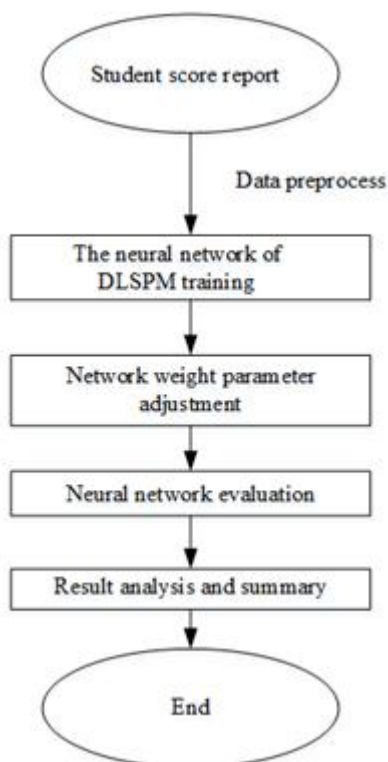 Student score report
Data preprocess
The neural network of
DLSPM training
Network weight parameter
adjustment
Neural network evaluation
Result analysis and summary
End